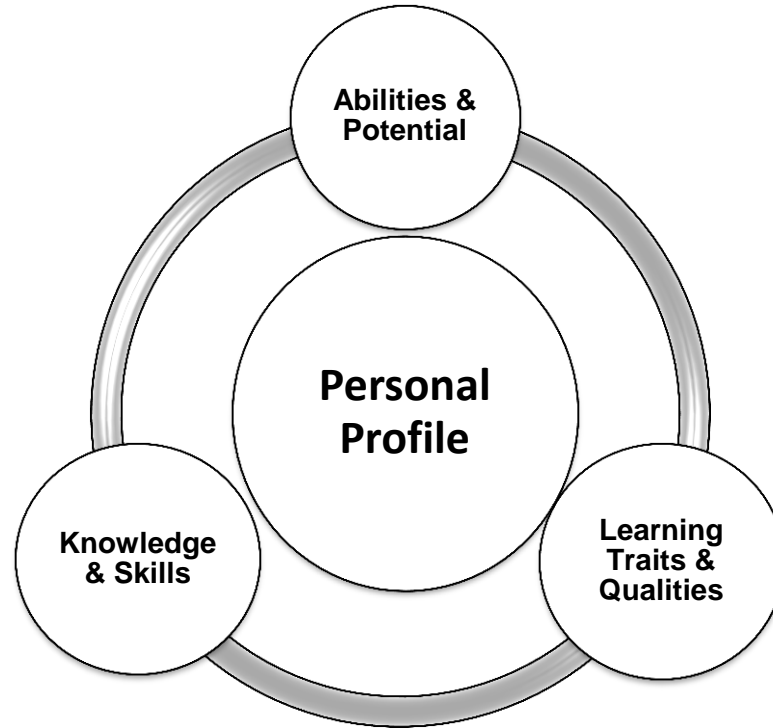 Abilities &
Potential
Personal
Profile
Knowledge
& Skills
Learning
Traits &
Qualities